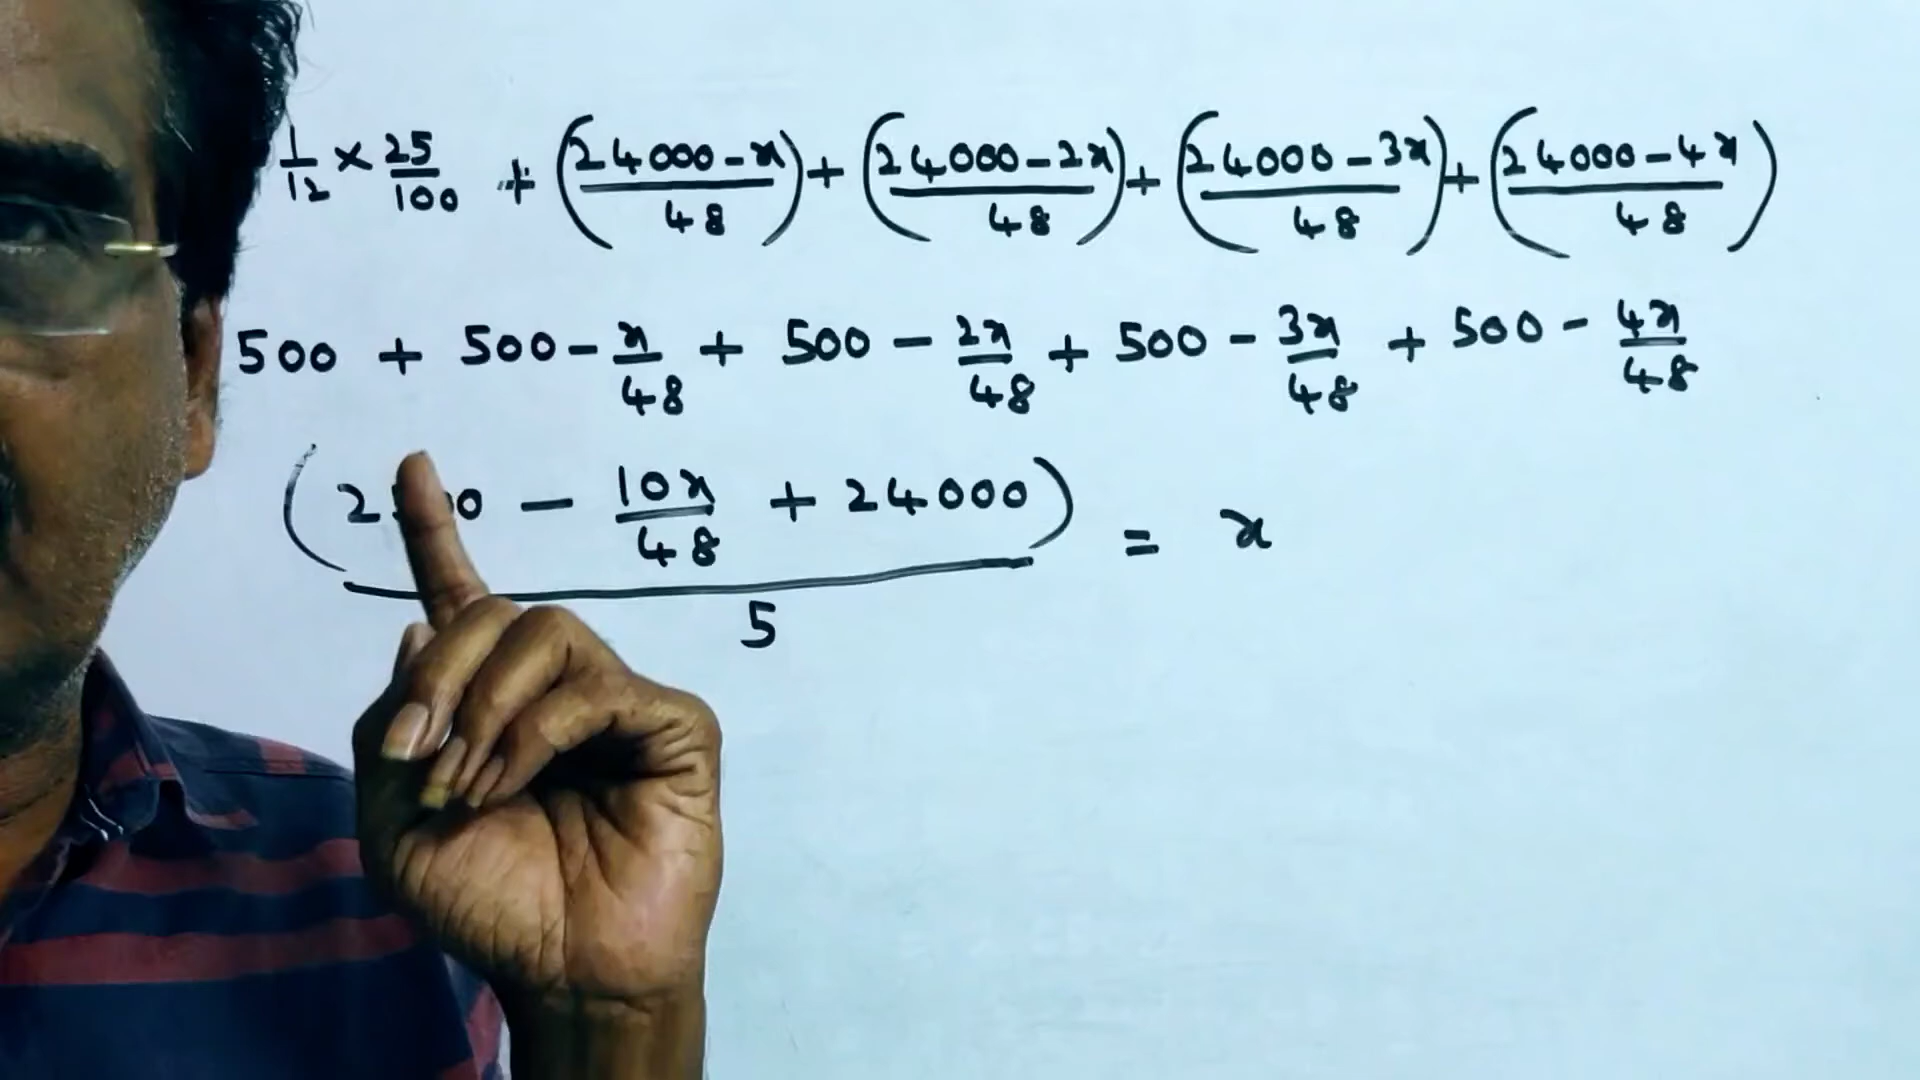 1/12 × 25/100 + (24000-x/48) + (24000-2x/48) + (24000-3x/48) + (24000-4x/48)
500 + 500 - x/48 + 500 - 2x/48 + 500 - 3x/48 + 500 - 4x/48
( - 10x/48 + 24000) / 5 = x